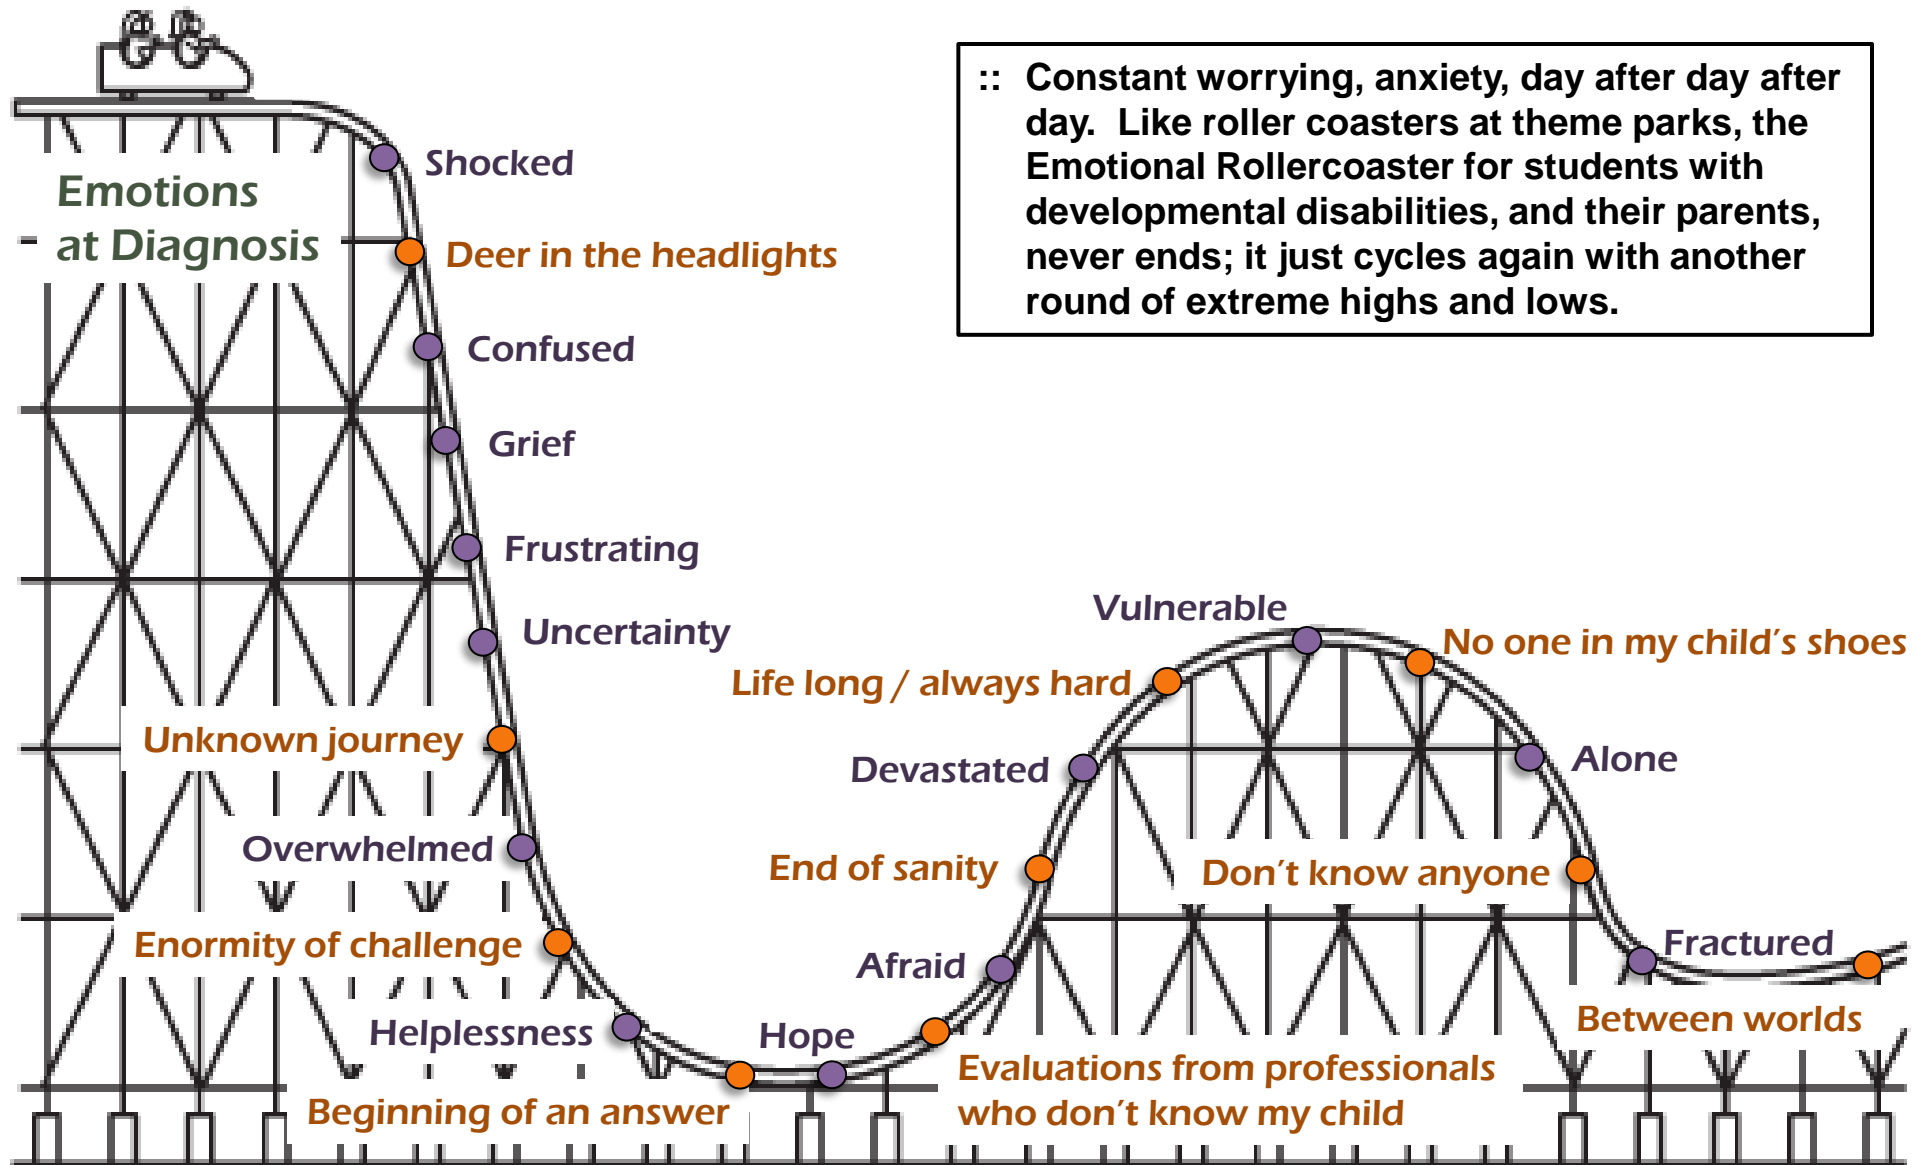 :: Constant worrying, anxiety, day after day after
day. Like roller coasters at theme parks, the
Emotional Rollercoaster for students with
developmental disabilities, and their parents,
never ends; it just cycles again with another
round of extreme highs and lows.
Emotions
at Diagnosis
Shocked
Deer in the headlights
Confused
Grief
Frustrating
Uncertainty
Unknown journey
Overwhelmed
Enormity of challenge
Helplessness
Beginning of an answer
Hope
Evaluations from professionals
who don't know my child
Afraid
End of sanity
Devastated
Life long / always hard
Vulnerable
No one in my child's shoes
Alone
Don't know anyone
Fractured
Between worlds